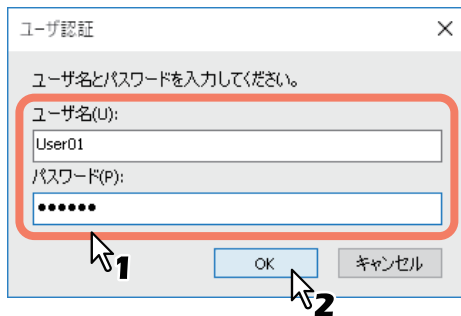 ユーザ認証
ユーザ名とパスワードを入力してください。
ユーザ名(U):
User01
パスワード(P):
●●●●●●
1
OK
キャンセル
2